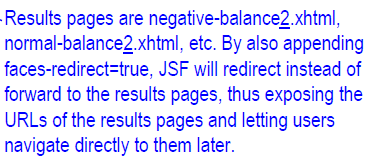 Results pages are negative-balance2.xhtml,
normal-balance2.xhtml, etc. By also appending
faces-redirect=true, JSF will redirect instead of
forward to the results pages, thus exposing the
URLs of the results pages and letting users
navigate directly to them later.